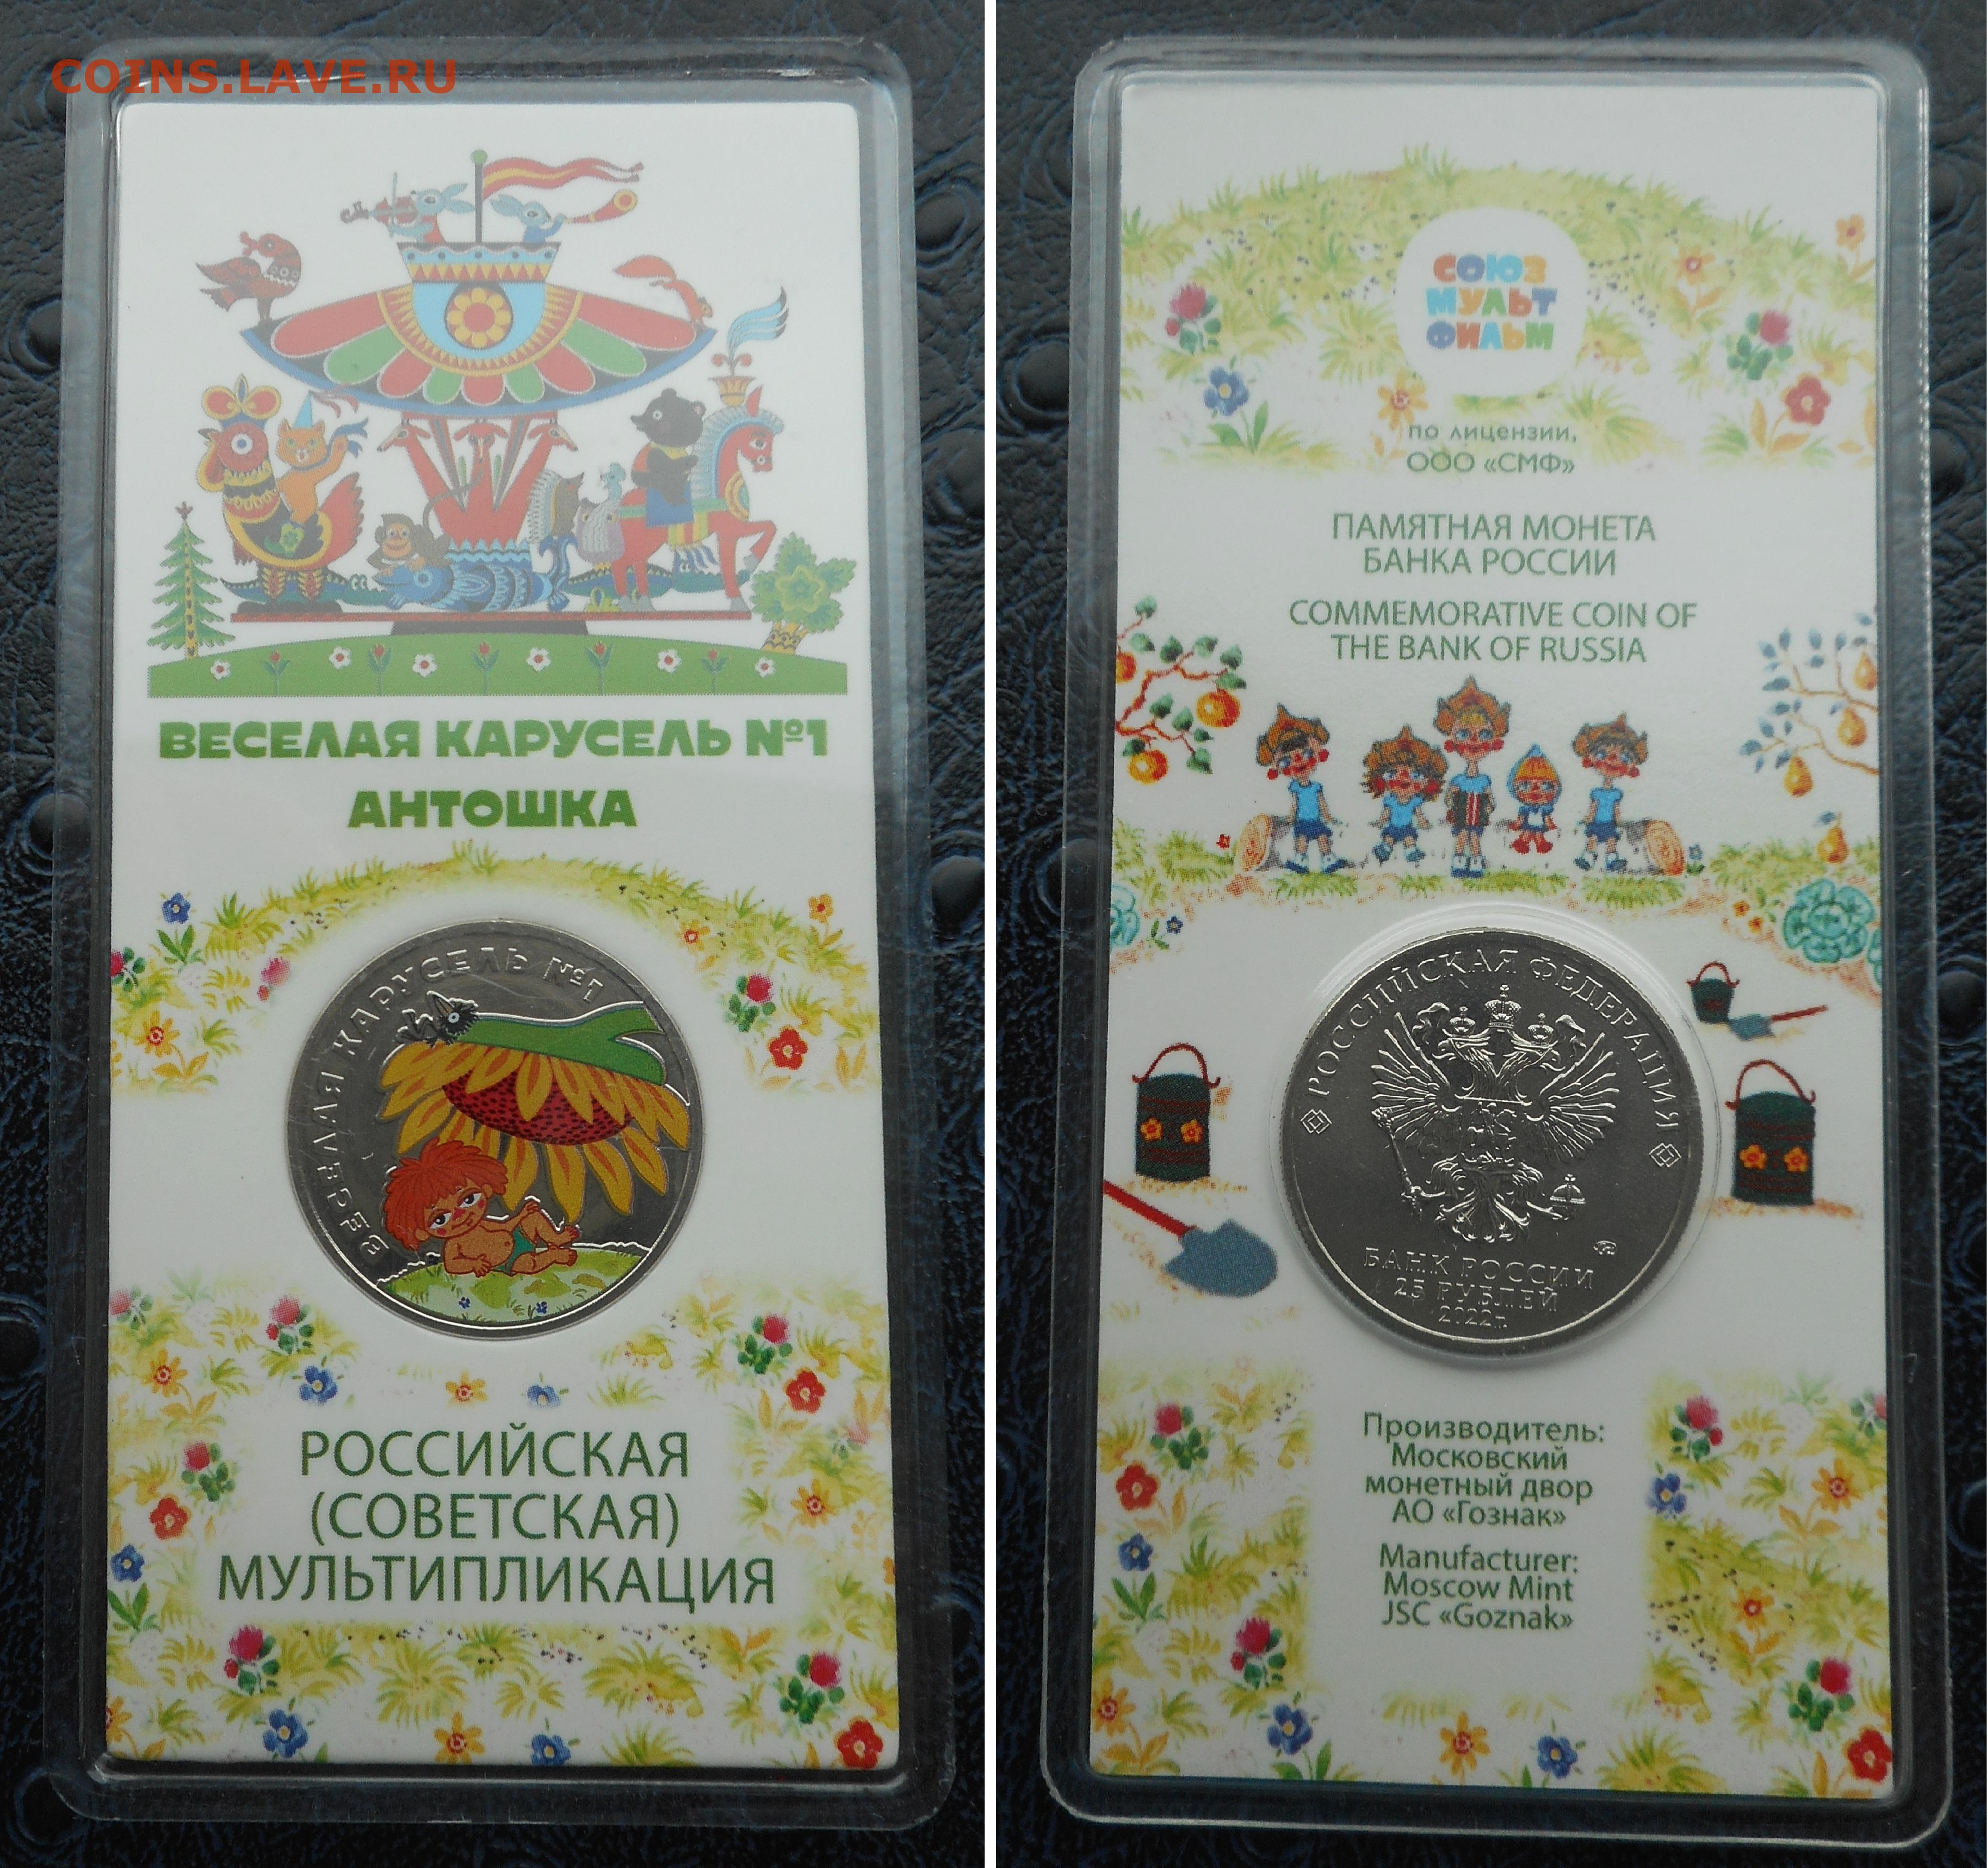 COINS.LAVE.RU
ВЕСЕЛАЯ КАРУСЕЛЬ №1
АНТОШКА
ВЕСЕЛАЯ КАРУСЕЛЬ №1
РОССИЙСКАЯ
(СОВЕТСКАЯ)
МУЛЬТИПЛИКАЦИЯ
СОЮЗ
МУЛЬТ
ФИЛЬМ
по лицензии,
ООО «СМФ»
ПАМЯТНАЯ МОНЕТА
БАНКА РОССИИ
COMMEMORATIVE COIN OF
THE BANK OF RUSSIA
РОССИЙСКАЯ ФЕДЕРАЦИЯ
БАНК РОССИИ
25 РУБЛЕЙ
2022 г.
Производитель:
Московский
монетный двор
АО «Гознак»
Manufacturer:
Moscow Mint
JSC «Goznak»